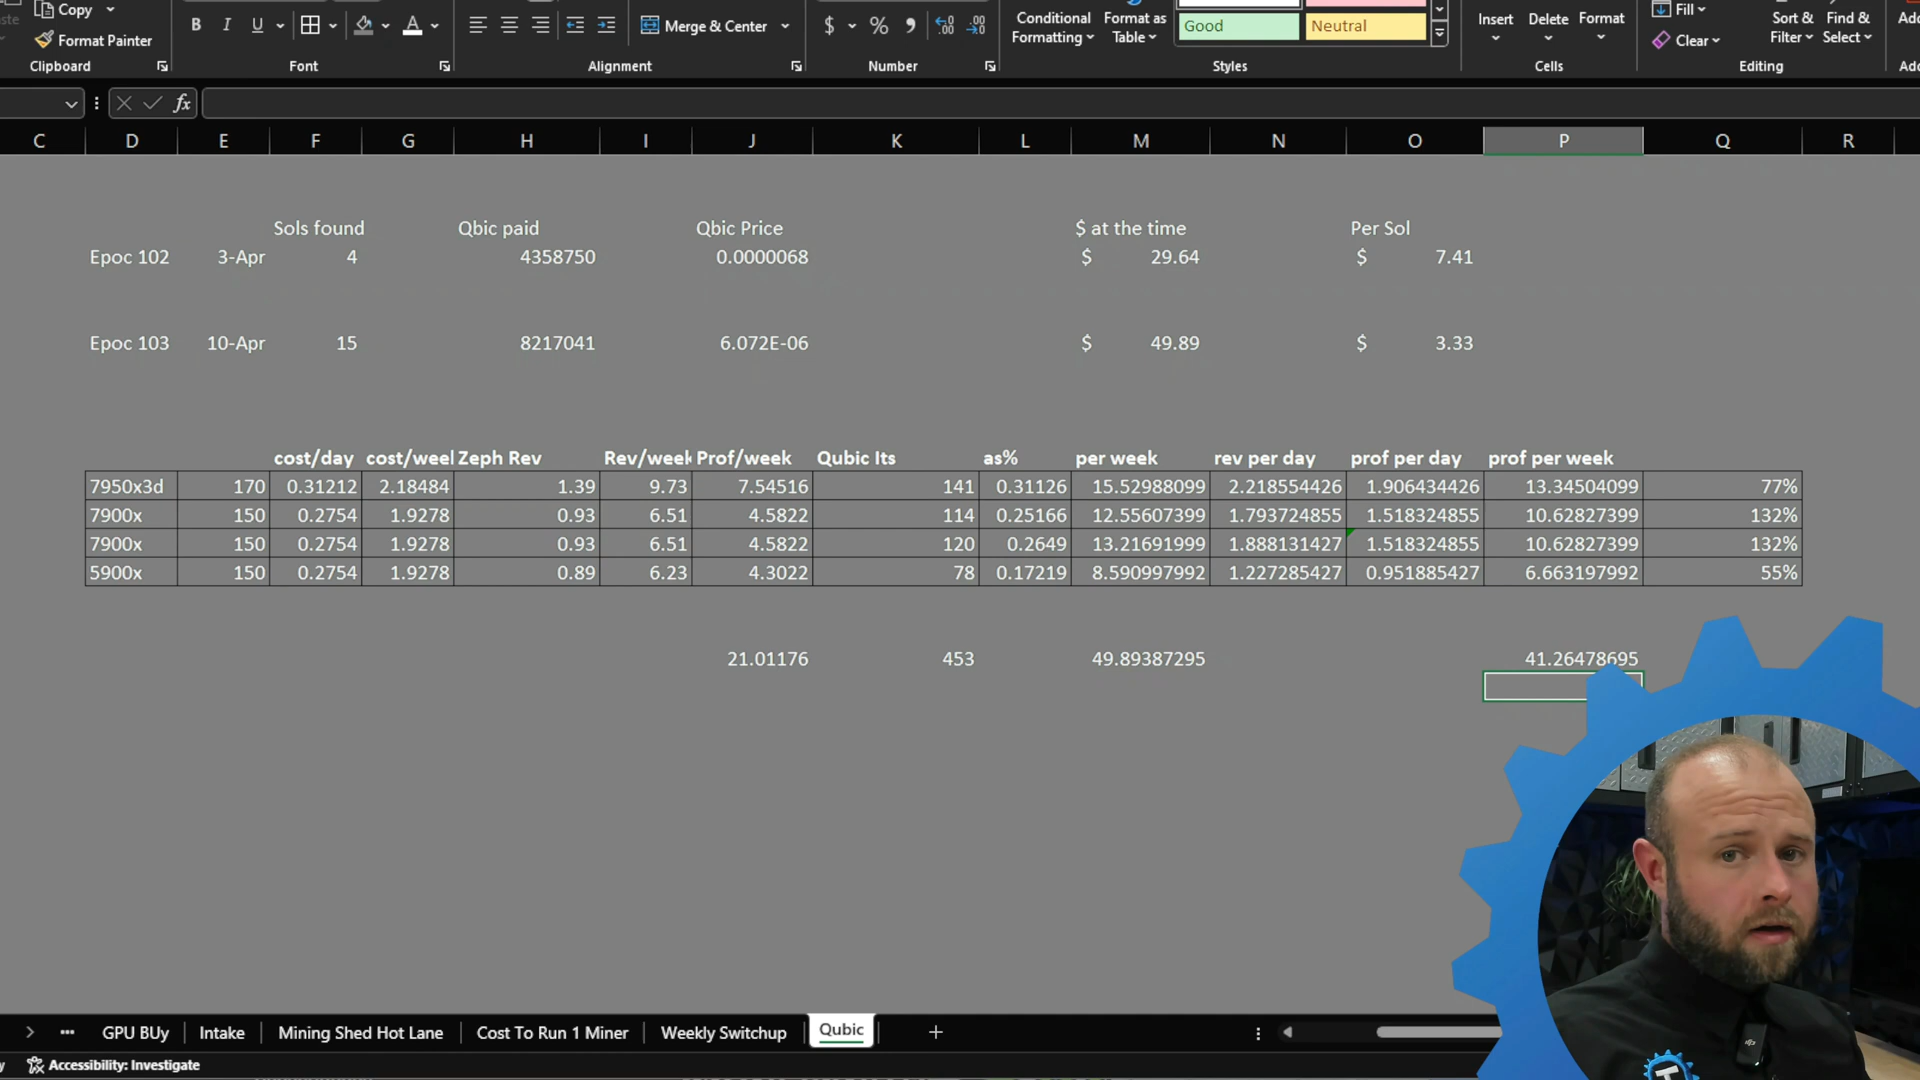 Copy
Format Painter
Clipboard
B I U A
Font
Merge & Center
Alignment
$ % 9
Number
Conditional Formatting
Format as Table
Good
Neutral
Styles
Insert
Delete
Format
Cells
Fill
Clear
Sort & Filter
Find & Select
Editing
fx
C D E F G H I J K L M N O P Q R
Sols found Qbic paid Qbic Price $ at the time Per Sol
Epoc 102 3-Apr 4 4358750 0.0000068 $ 29.64 $ 7.41
Epoc 103 10-Apr 15 8217041 6.072E-06 $ 49.89 $ 3.33
cost/day cost/weel Zeph Rev Rev/week Prof/week Qubic Its as% per week rev per day prof per day prof per week
7950x3d 170 0.31212 2.18484 1.39 9.73 7.54516 141 0.31126 15.52988099 2.218554426 1.906434426 13.34504099 77%
7900x 150 0.2754 1.9278 0.93 6.51 4.5822 114 0.25166 12.55607399 1.793724855 1.518324855 10.62827399 132%
7900x 150 0.2754 1.9278 0.93 6.51 4.5822 120 0.2649 13.21691999 1.888131427 1.518324855 10.62827399 132%
5900x 150 0.2754 1.9278 0.89 6.23 4.3022 78 0.17219 8.590997992 1.227285427 0.951885427 6.663197992 55%
21.01176 453 49.89387295 41.26478695
GPU BUy Intake Mining Shed Hot Lane Cost To Run 1 Miner Weekly Switchup Qubic
Accessibility: Investigate